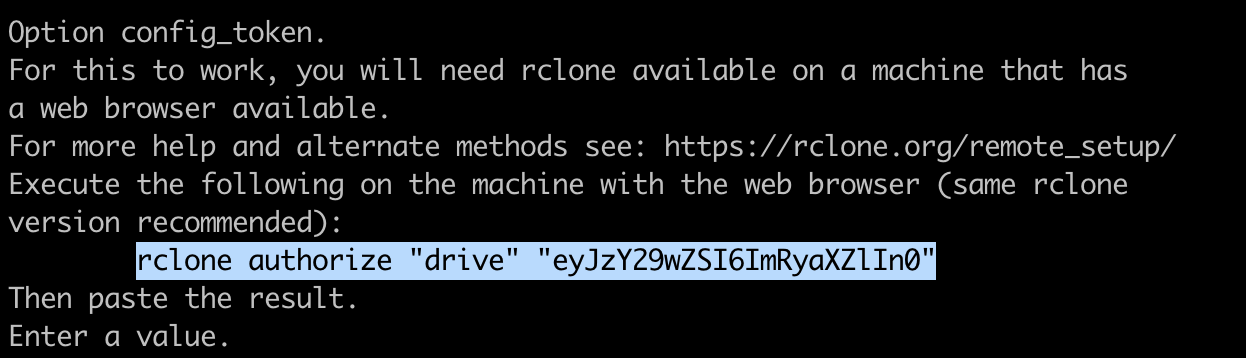 Option config_token.
For this to work, you will need rclone available on a machine that has
a web browser available.
For more help and alternate methods see: https://rclone.org/remote_setup/
Execute the following on the machine with the web browser (same rclone
version recommended):
rclone authorize "drive" "eyJzY29wZSI6ImRyaXZlIn0"
Then paste the result.
Enter a value.